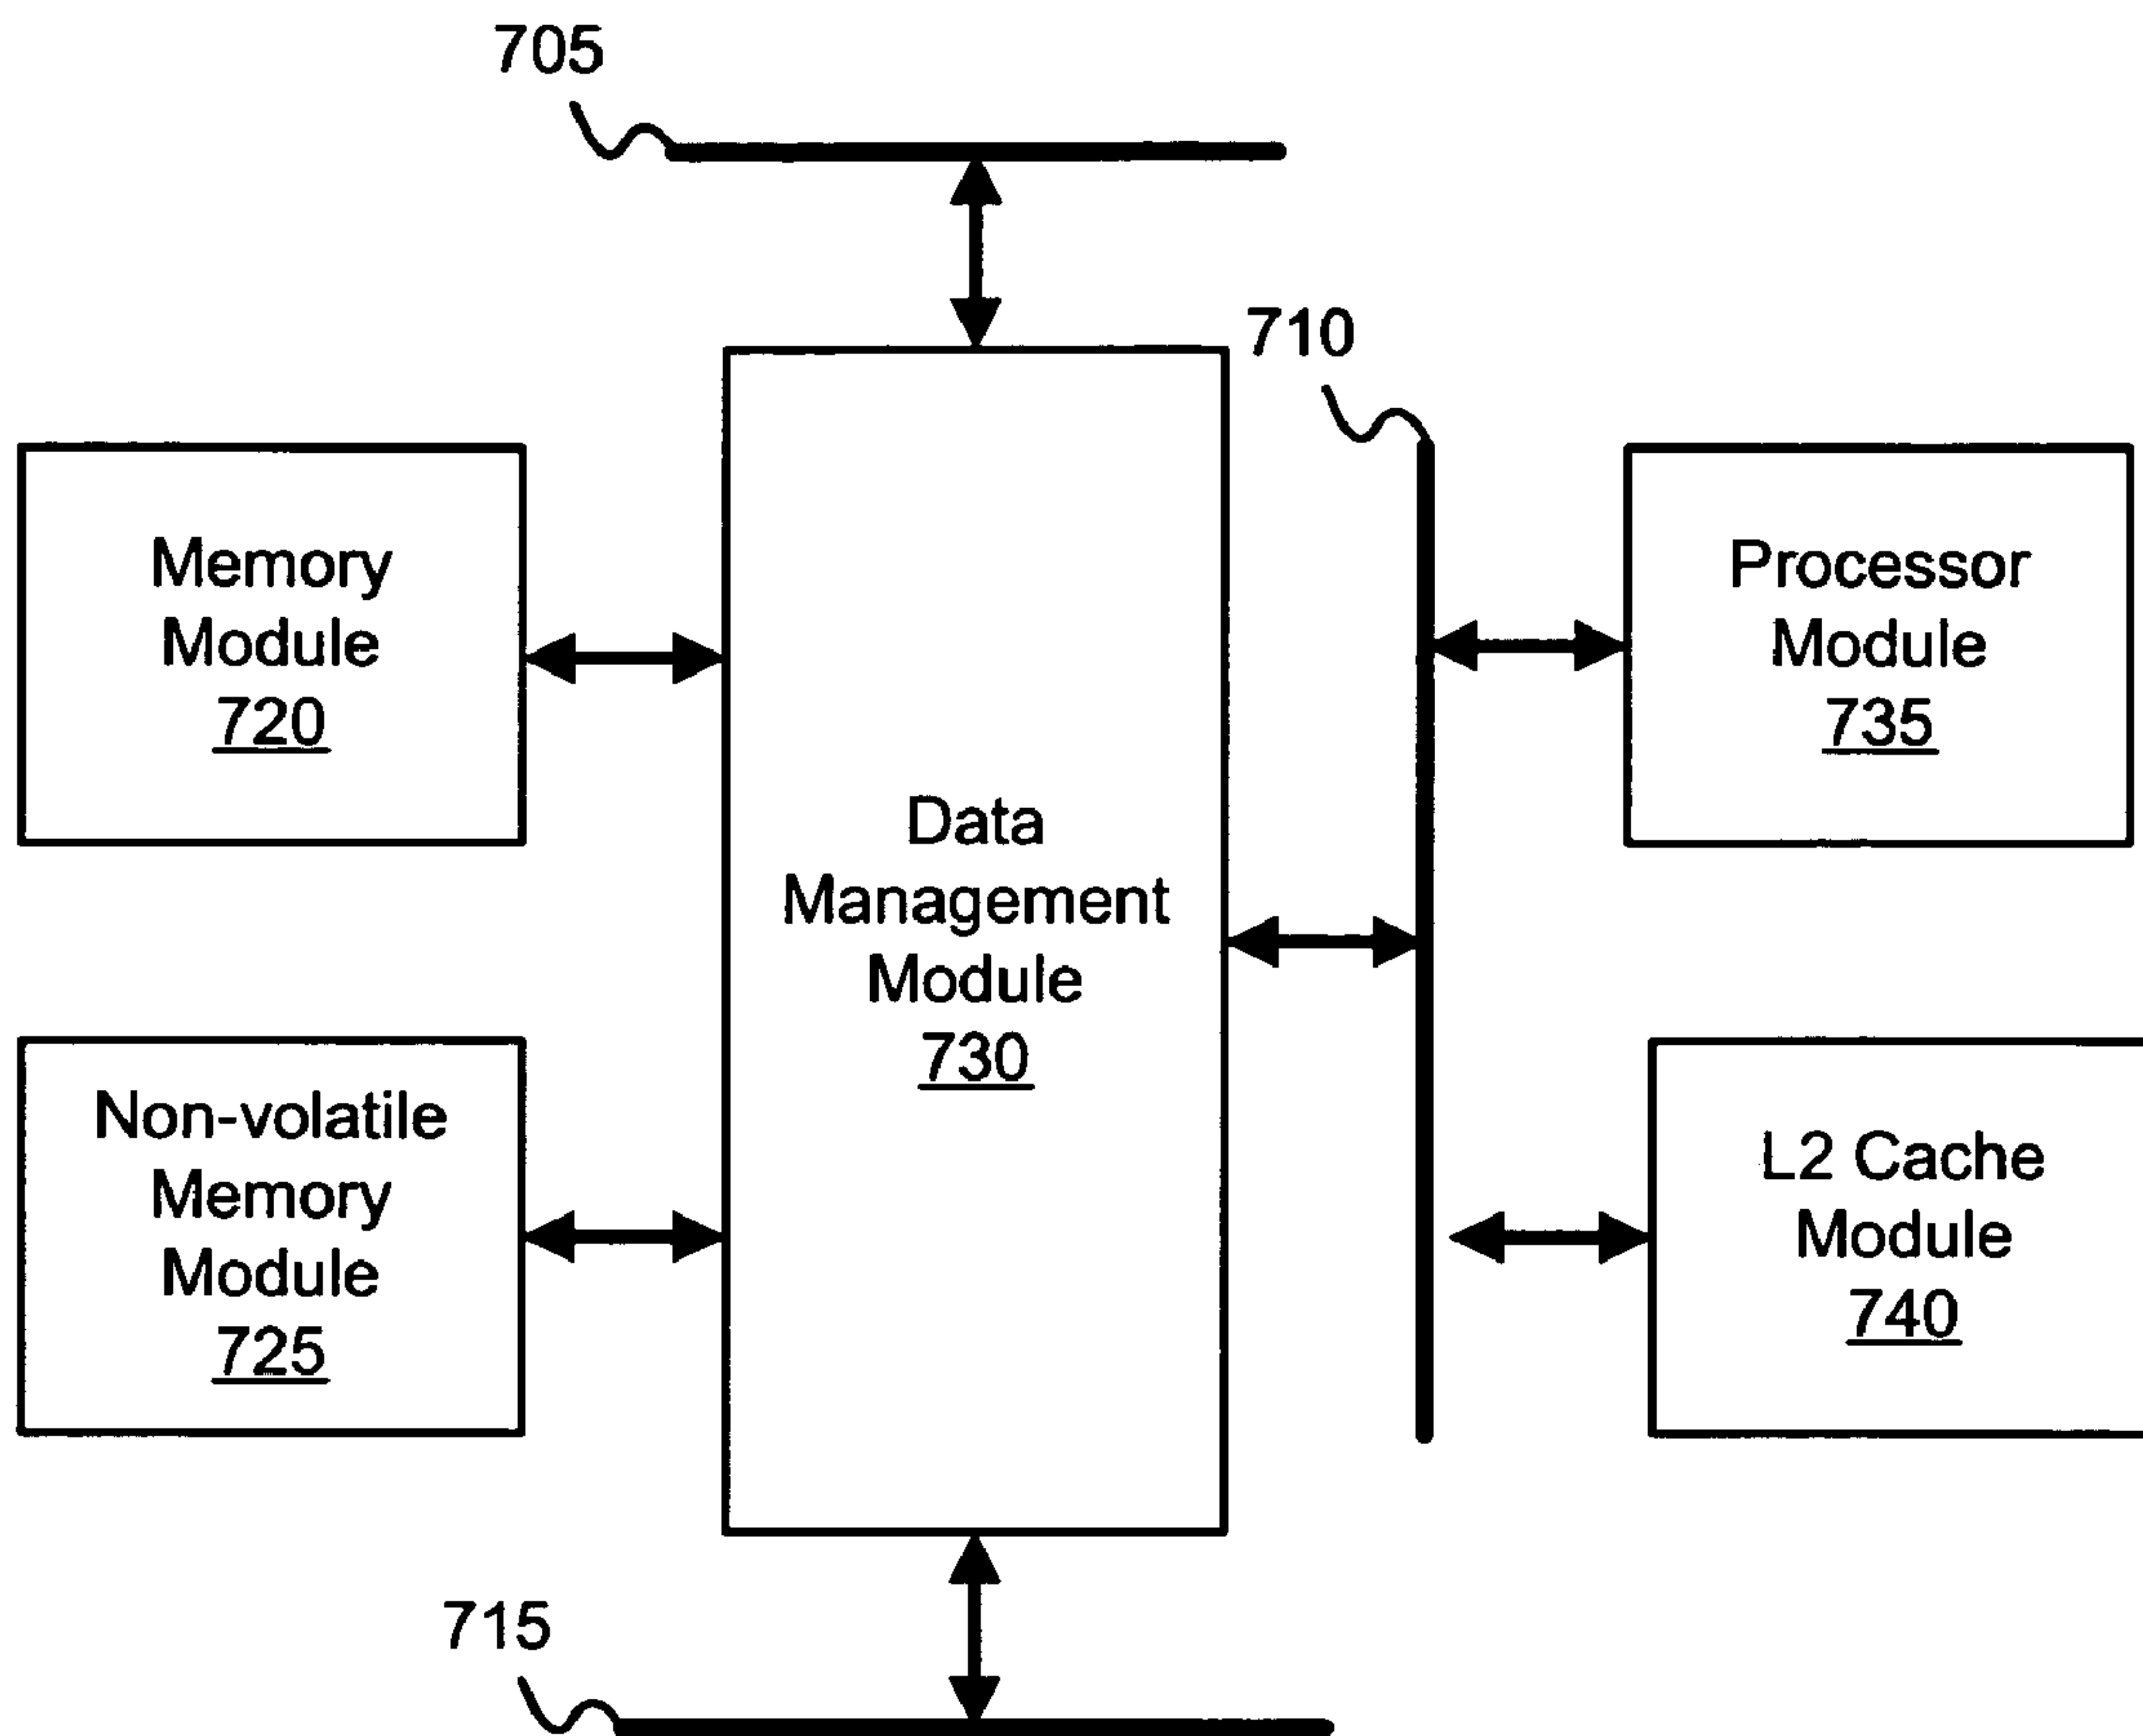 705
710
Memory
Module
720
Processor
Module
735
Data
Management
Module
730
Non-volatile
Memory
Module
725
L2 Cache
Module
740
715